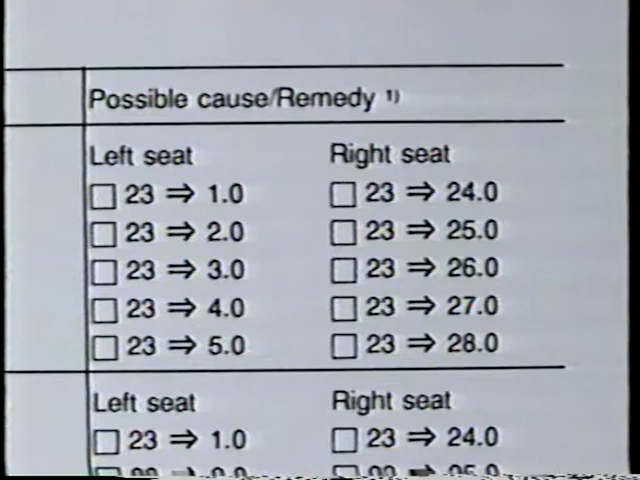 Possible cause/Remedy ¹⁾
Left seat Right seat
☐ 23 ⇒ 1.0 ☐ 23 ⇒ 24.0
☐ 23 ⇒ 2.0 ☐ 23 ⇒ 25.0
☐ 23 ⇒ 3.0 ☐ 23 ⇒ 26.0
☐ 23 ⇒ 4.0 ☐ 23 ⇒ 27.0
☐ 23 ⇒ 5.0 ☐ 23 ⇒ 28.0
Left seat Right seat
☐ 23 ⇒ 1.0 ☐ 23 ⇒ 24.0